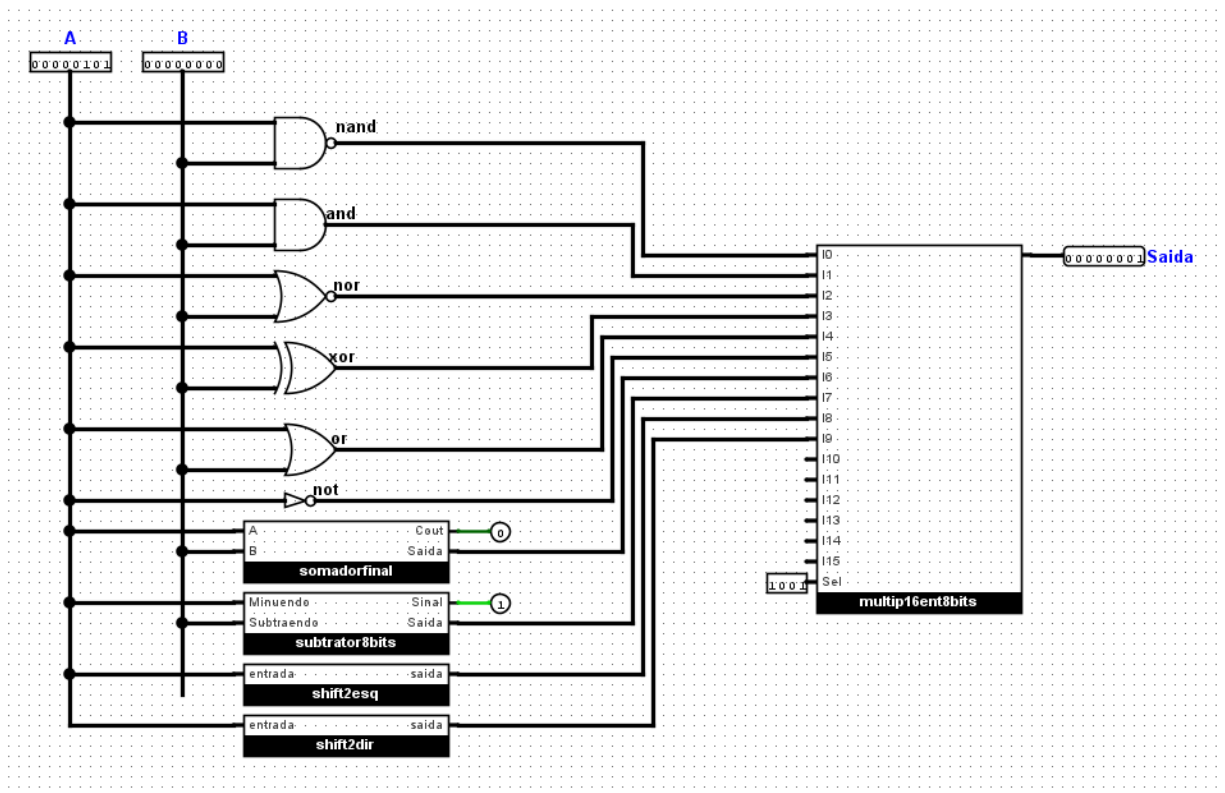 A B
00000101 00000000
nand
and
I0 00000001 Saida
I1
nor I2
I3
I4
xor I5
I6
I7
I8
or I9
I10
I11
not I12
A Cout 0 I13
B Saida I14
I15
somadorfinal 1001 Sel
Minuendo Sinal 1 multip16ent8bits
Subtraendo Saida
subtrator8bits
entrada saida
shift2esq
entrada saida
shift2dir